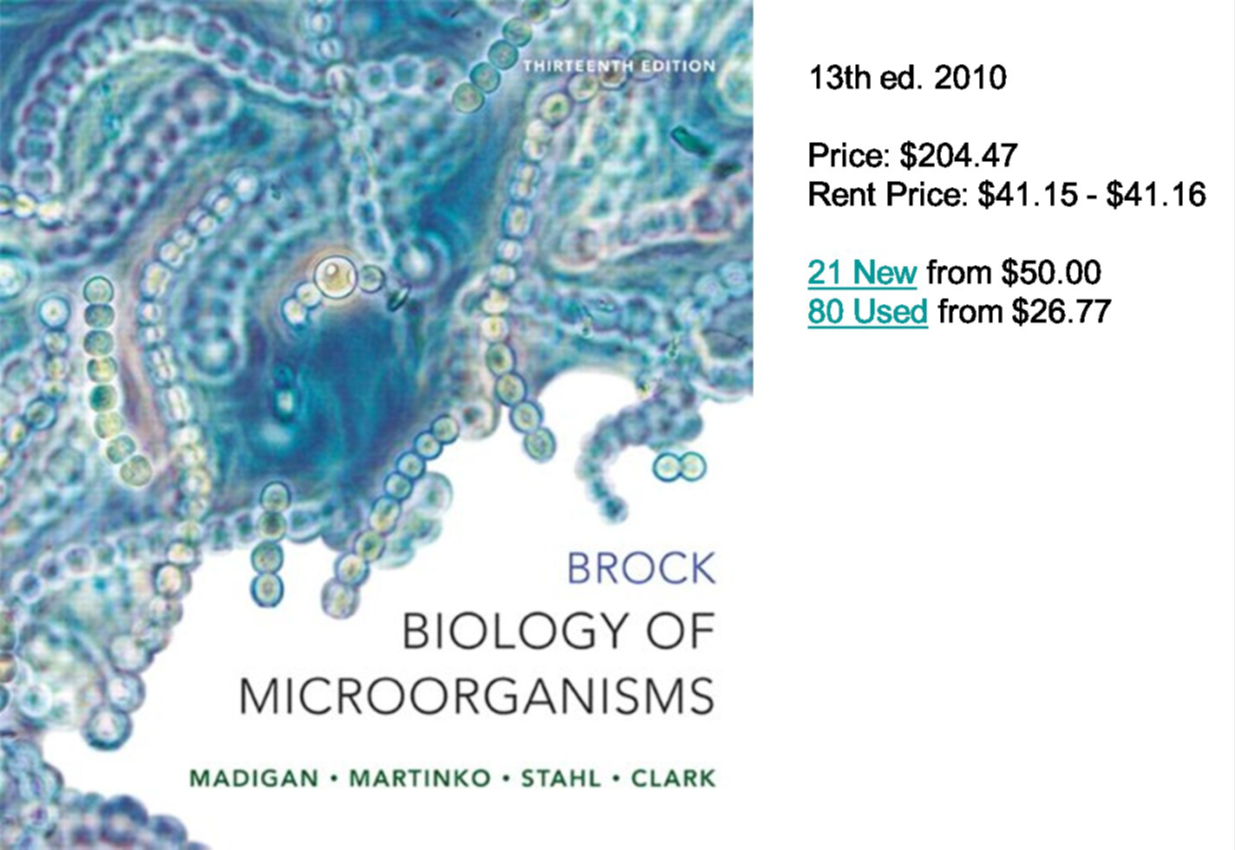 THIRTEENTH EDITION
BROCK
BIOLOGY OF
MICROORGANISMS
MADIGAN • MARTINKO • STAHL • CLARK
13th ed. 2010
Price: $204.47
Rent Price: $41.15 - $41.16
21 New from $50.00
80 Used from $26.77